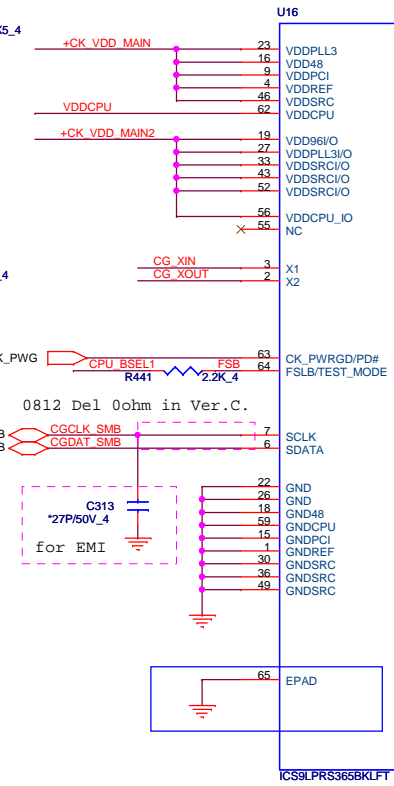 U16
K5_4
+CK_VDD_MAIN 23 VDDPLL3
16 VDD48
9 VDDPCI
4 VDDREF
46 VDDSRC
VDDCPU 62 VDDCPU
+CK_VDD_MAIN2 19 VDD96I/O
27 VDDPLL3I/O
33 VDDSRCI/O
43 VDDSRCI/O
52 VDDSRCI/O
56 VDDCPU_IO
55 NC
CG_XIN 3 X1
_4 CG_XOUT 2 X2
K_PWG 63 CK_PWRGD/PD#
CPU_BSEL1 FSB 64 FSLB/TEST_MODE
R441 2.2K_4
0812 Del 0ohm in Ver.C.
B CGCLK_SMB 7 SCLK
B CGDAT_SMB 6 SDATA
22 GND
26 GND
C313 18 GND48
*27P/50V_4 59 GNDCPU
15 GNDPCI
for EMI 1 GNDREF
30 GNDSRC
36 GNDSRC
49 GNDSRC
65 EPAD
ICS9LPRS365BKLFT